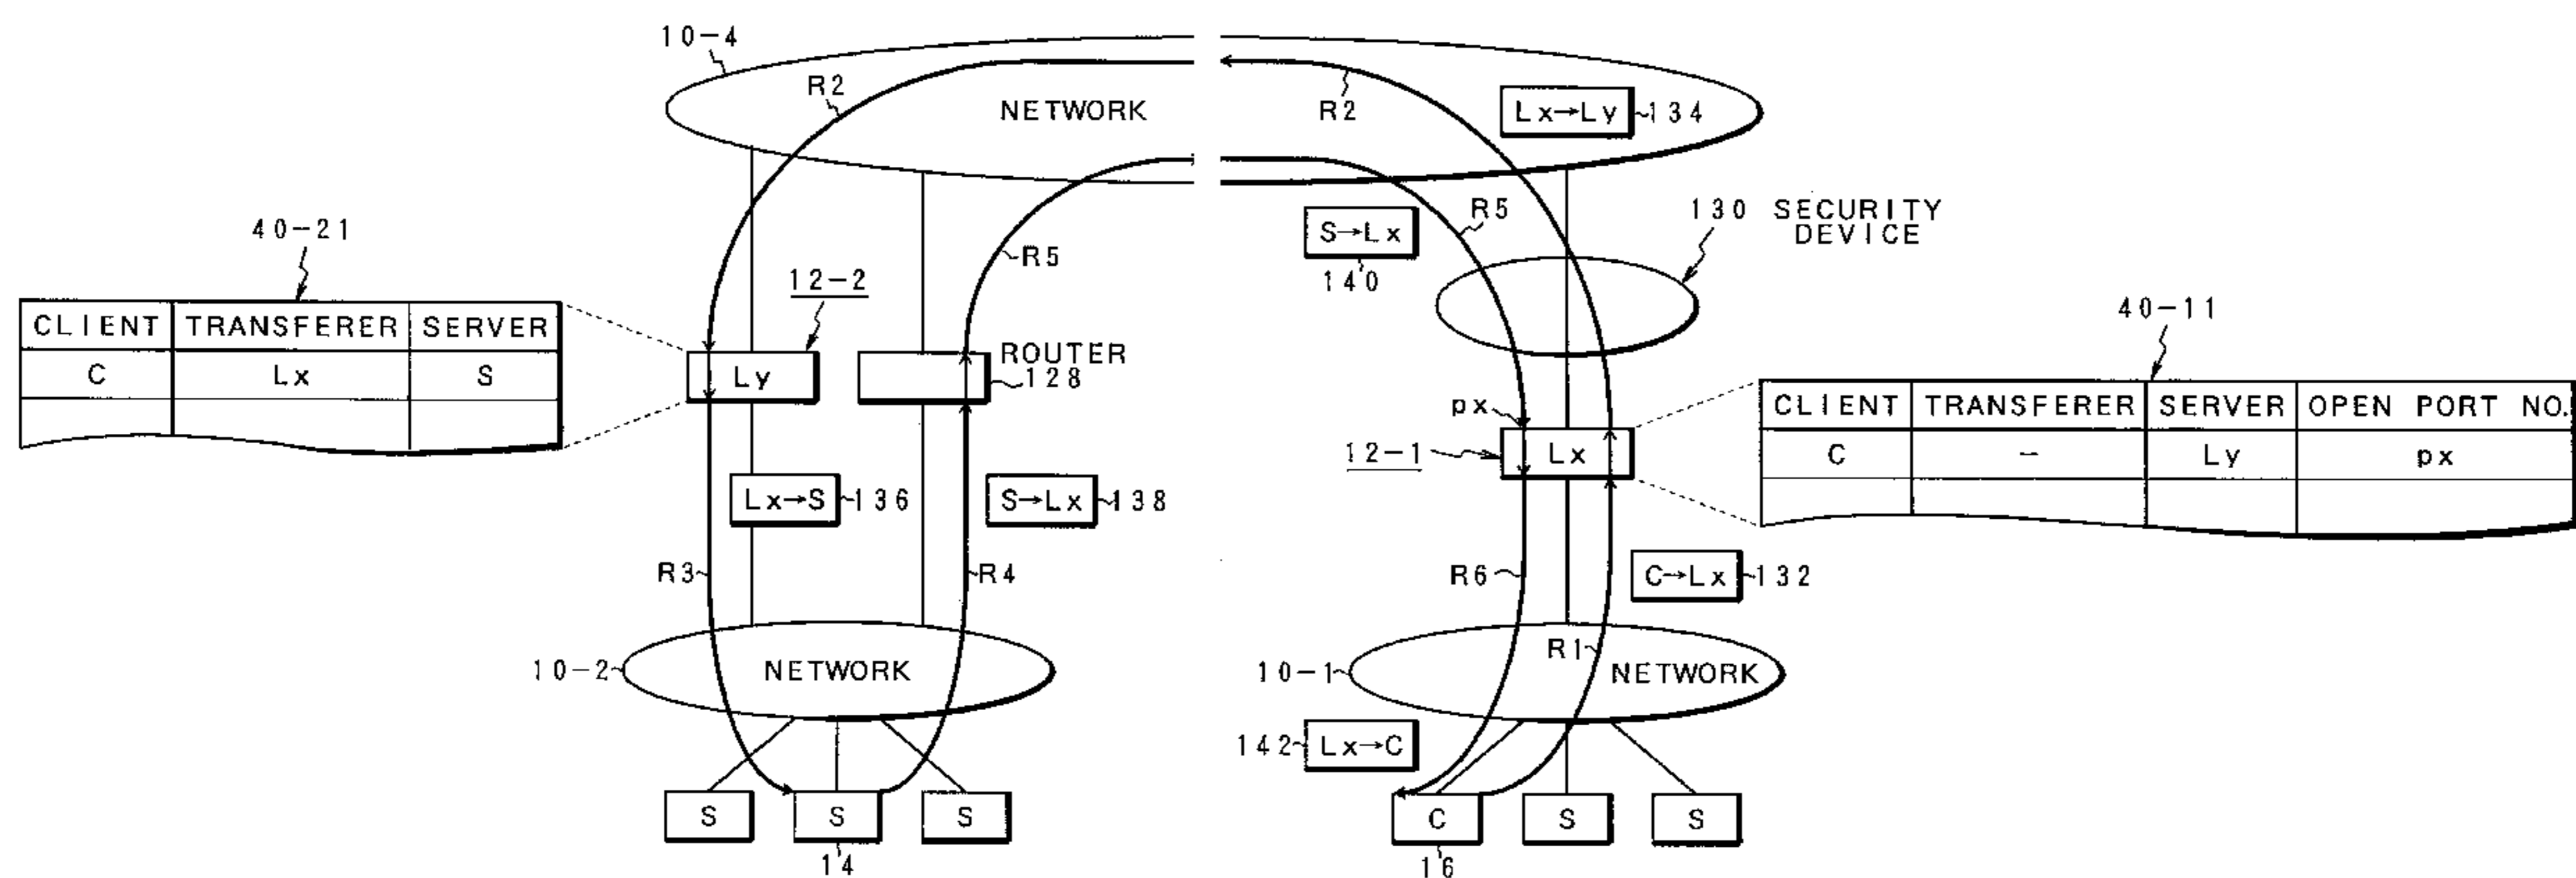 10-4
R2
NETWORK
R2
Lx→Ly
134
40-21
12-2
R5
S→Lx
140
R5
130 SECURITY
DEVICE
40-11
CLIENT TRANSFERER SERVER
C Lx S
Ly
ROUTER
128
px
12-1
Lx
CLIENT TRANSFERER SERVER OPEN PORT NO.
C - Ly px
Lx→S
136
S→Lx
138
R3
R4
R6
C→Lx
132
10-2
NETWORK
10-1
R1
NETWORK
142
Lx→C
S
S
S
C
S
S
14
16